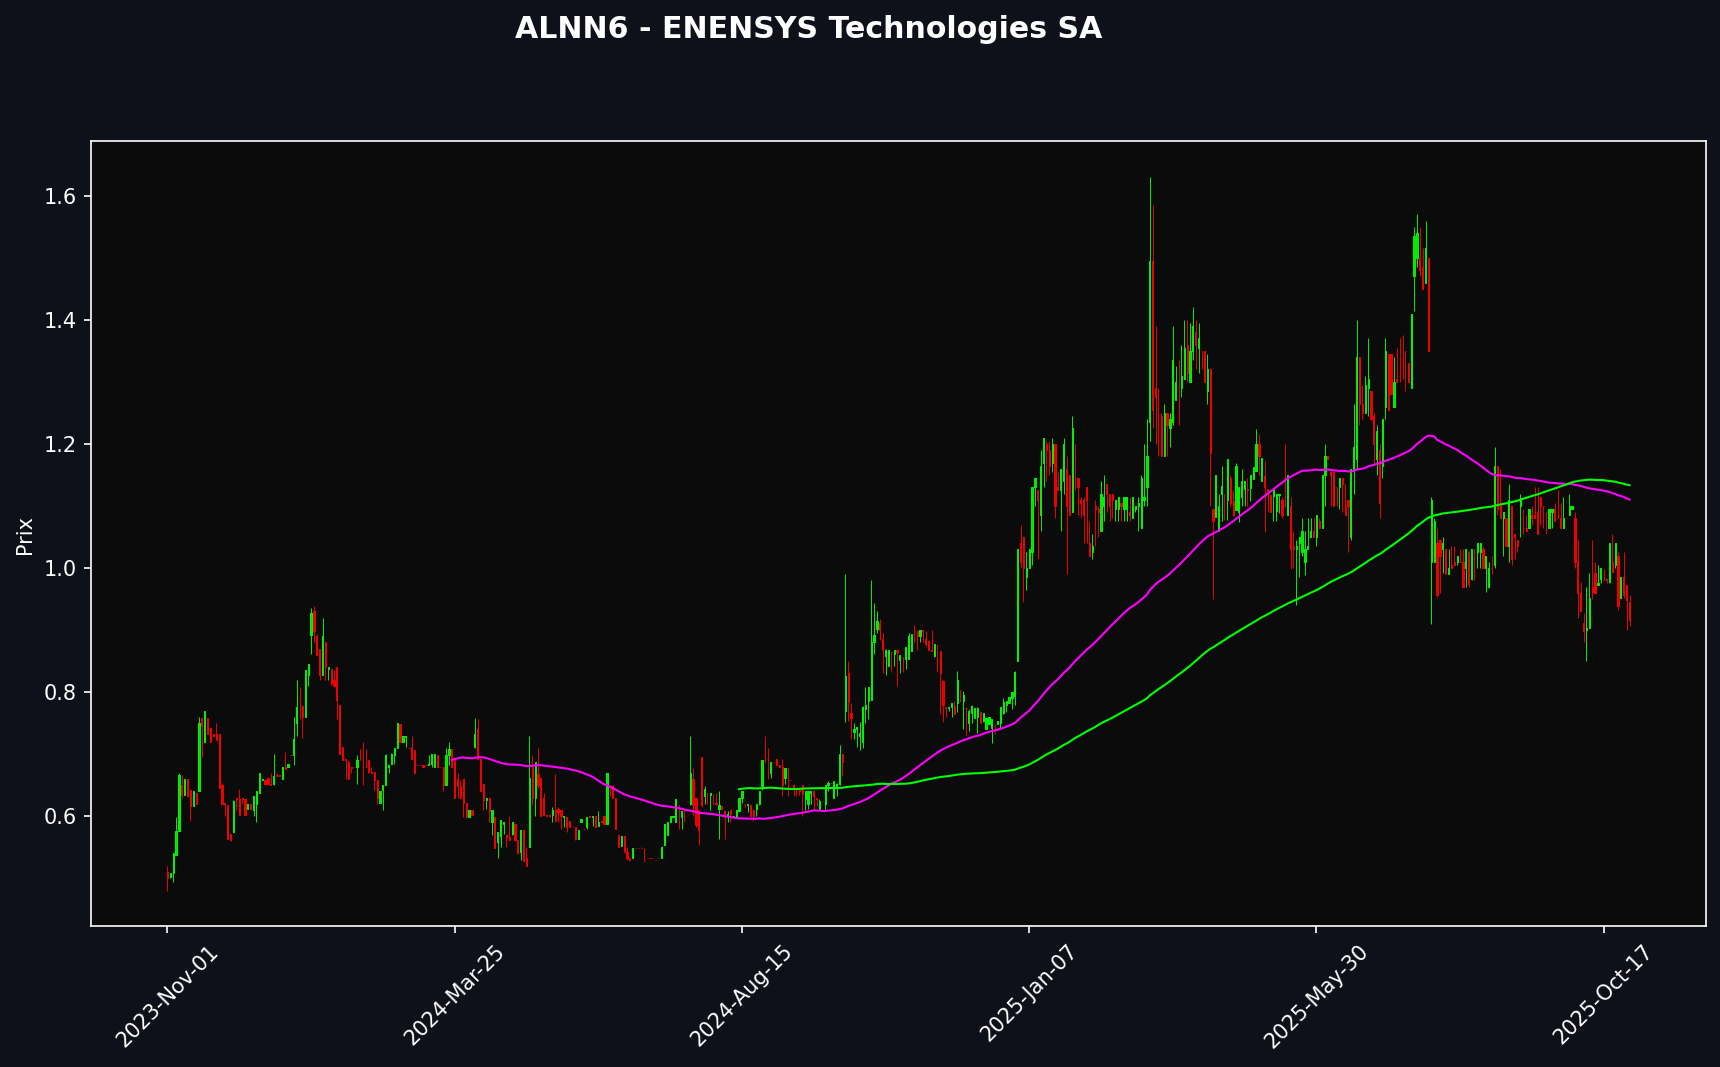 ALNN6 - ENENSYS Technologies SA
Prix
1.6
1.4
1.2
1.0
0.8
0.6
2023-Nov-01
2024-Mar-25
2024-Aug-15
2025-Jan-07
2025-May-30
2025-Oct-17